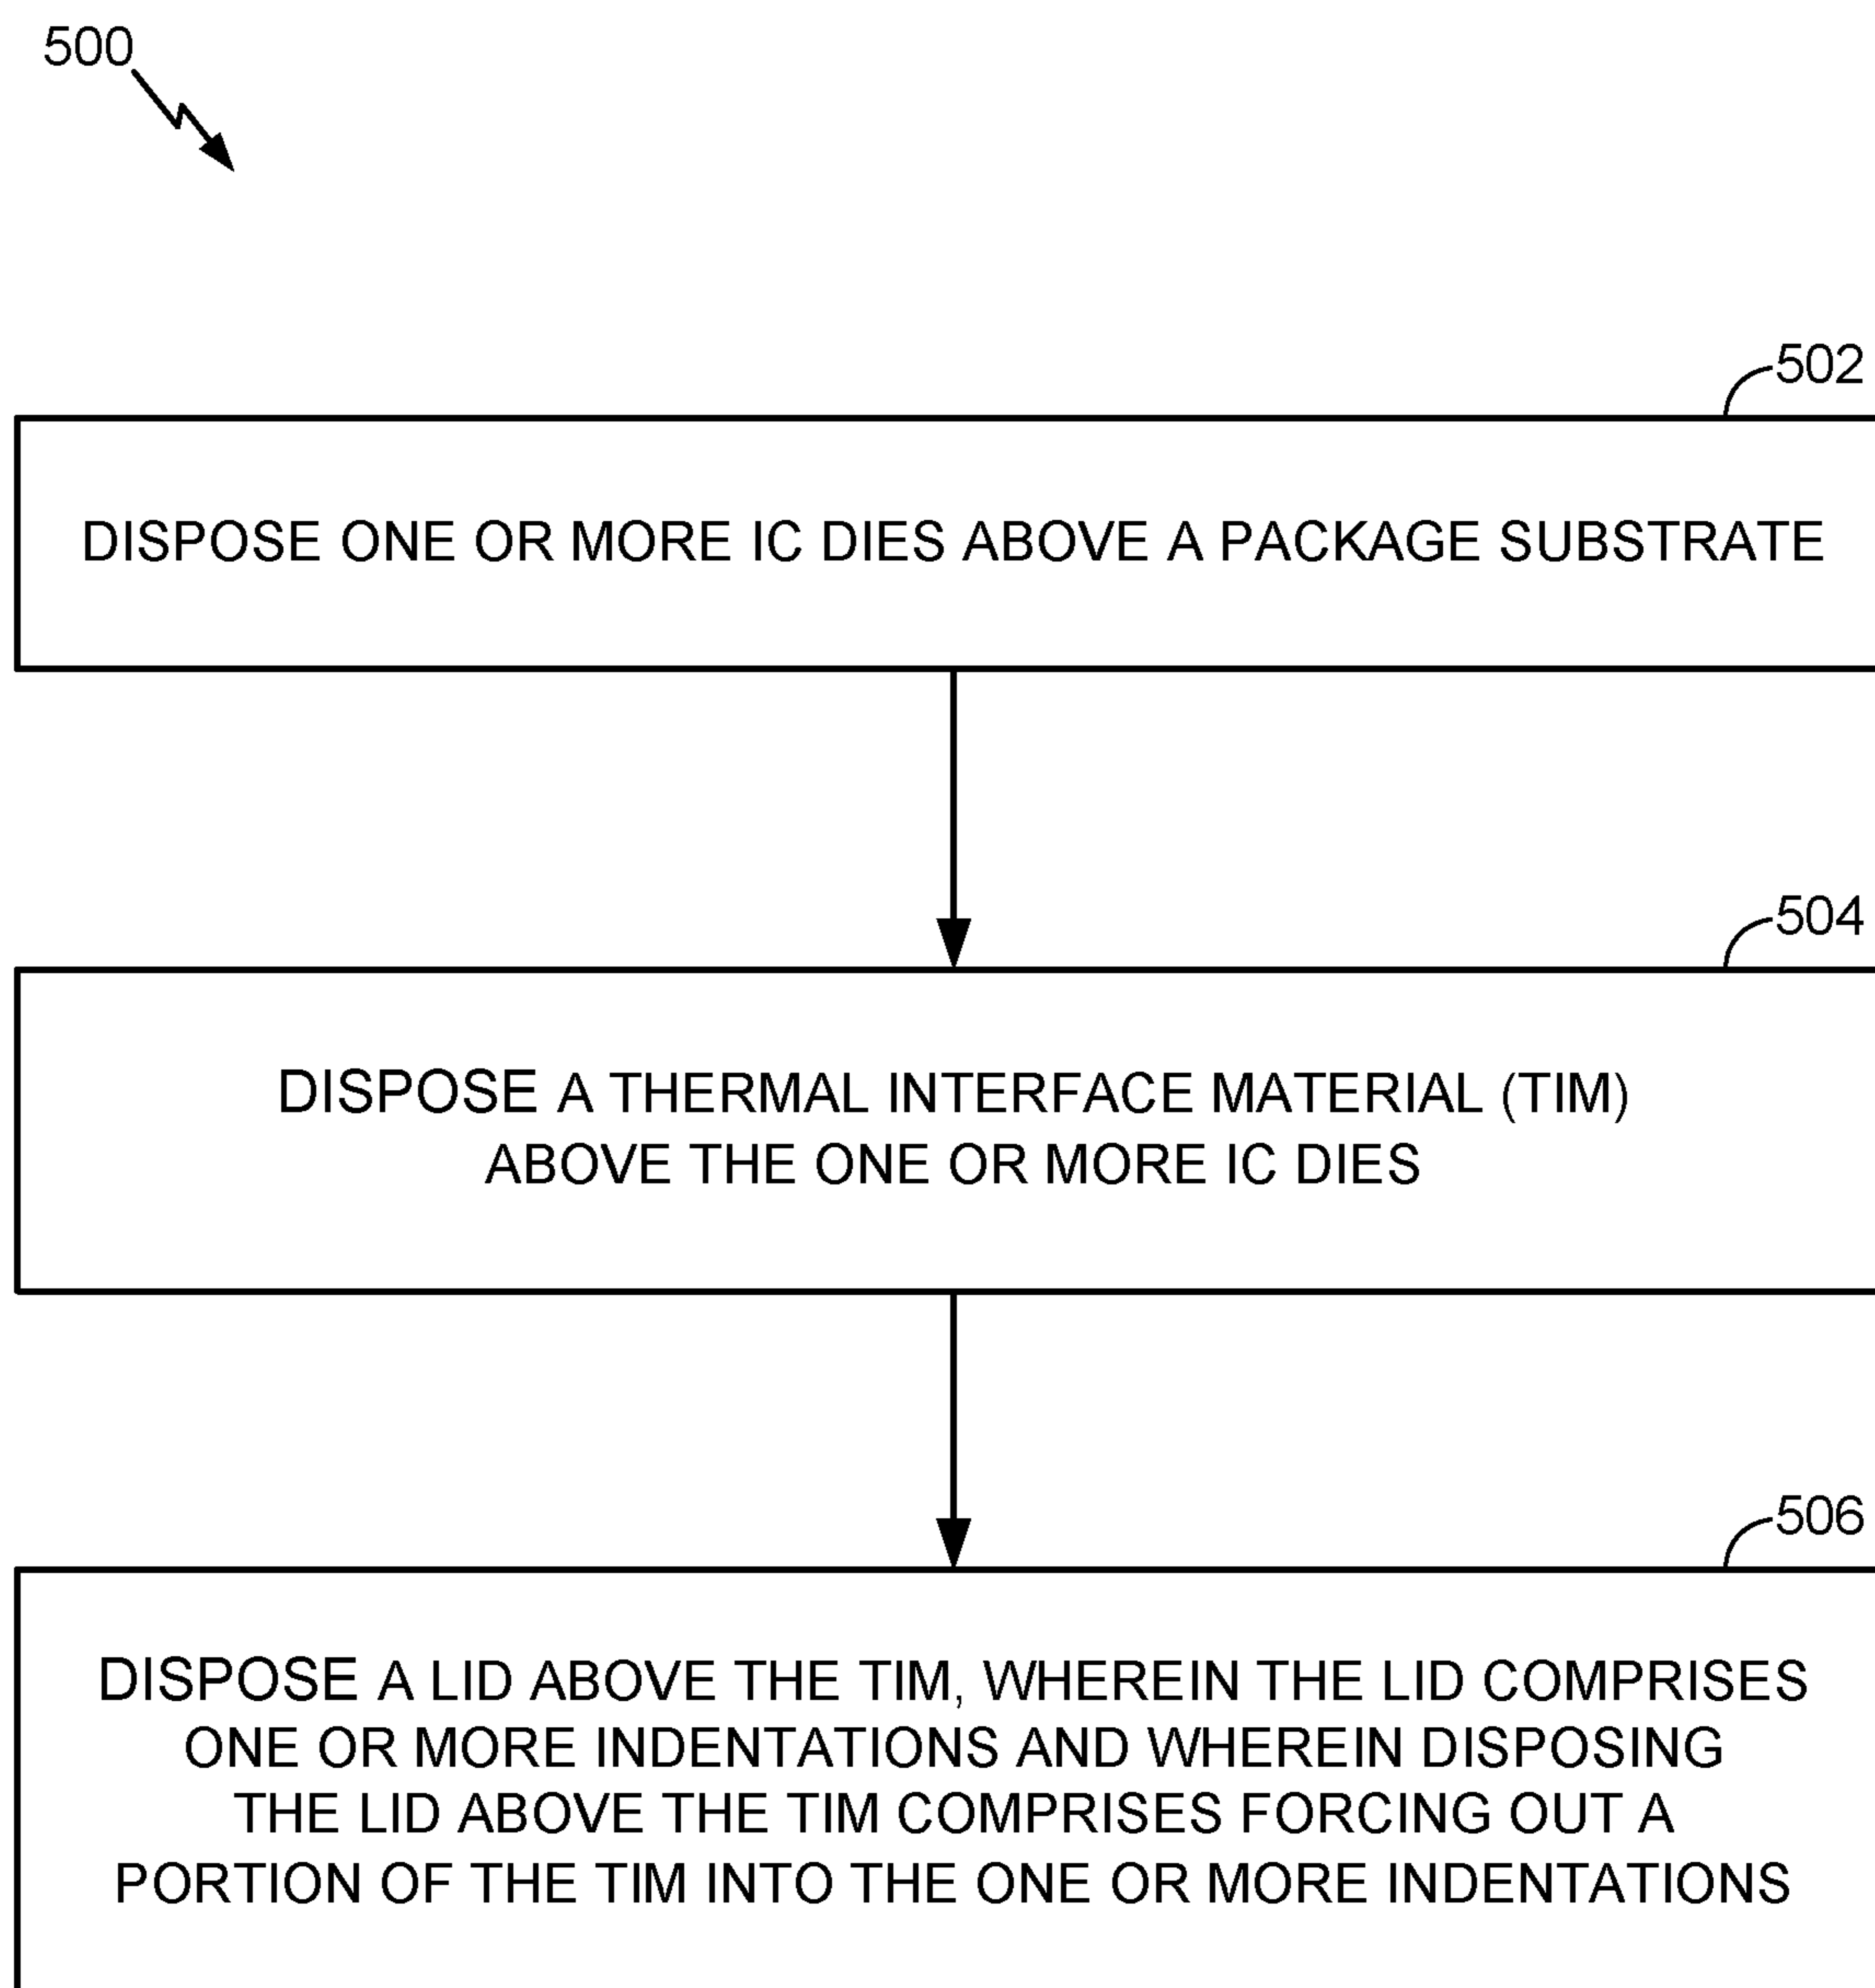 500
502
DISPOSE ONE OR MORE IC DIES ABOVE A PACKAGE SUBSTRATE
504
DISPOSE A THERMAL INTERFACE MATERIAL (TIM)
ABOVE THE ONE OR MORE IC DIES
506
DISPOSE A LID ABOVE THE TIM, WHEREIN THE LID COMPRISES
ONE OR MORE INDENTATIONS AND WHEREIN DISPOSING
THE LID ABOVE THE TIM COMPRISES FORCING OUT A
PORTION OF THE TIM INTO THE ONE OR MORE INDENTATIONS